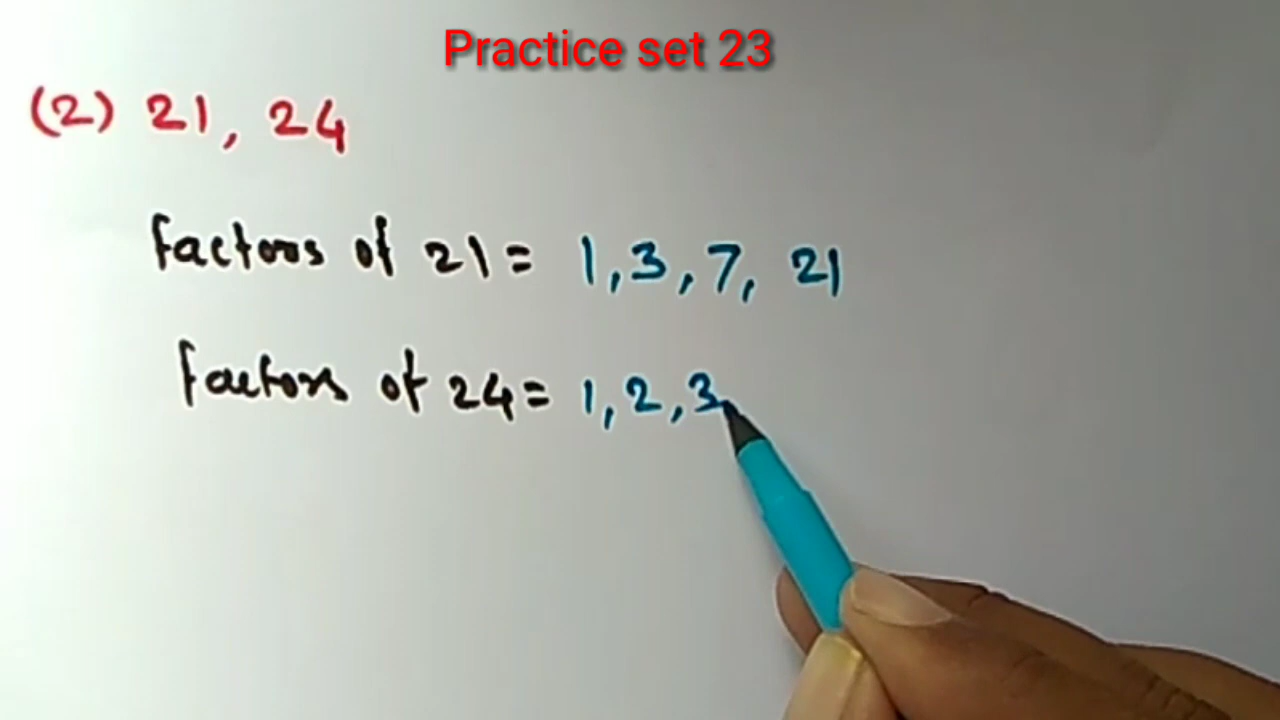 Practice set 23
(2) 21, 24
factors of 21 = 1, 3, 7, 21
factors of 24 = 1, 2, 3